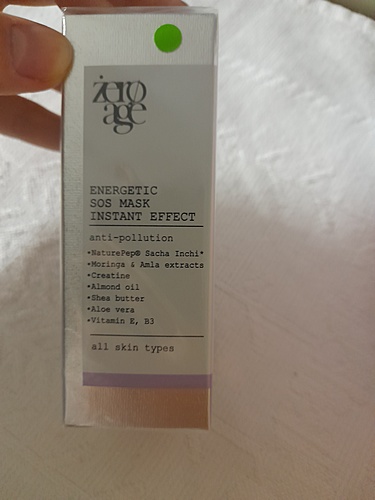 żerø
age
ENERGETIC
SOS MASK
INSTANT EFFECT
anti-pollution
•NaturePep® Sacha Inchi*
•Moringa & Amla extracts
•Creatine
•Almond oil
•Shea butter
•Aloe vera
•Vitamin E, B3
all skin types